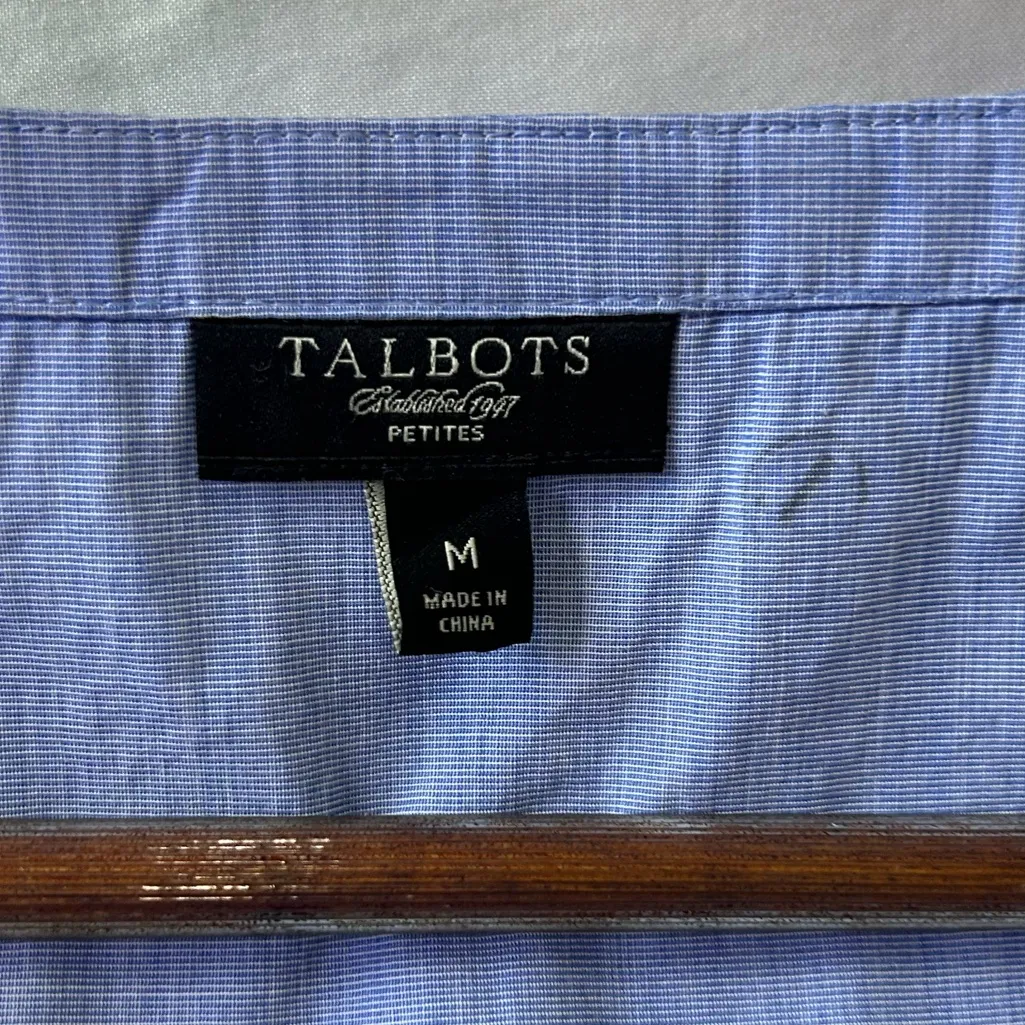 TALBOTS
Established 1947
PETITES
M
MADE IN
CHINA